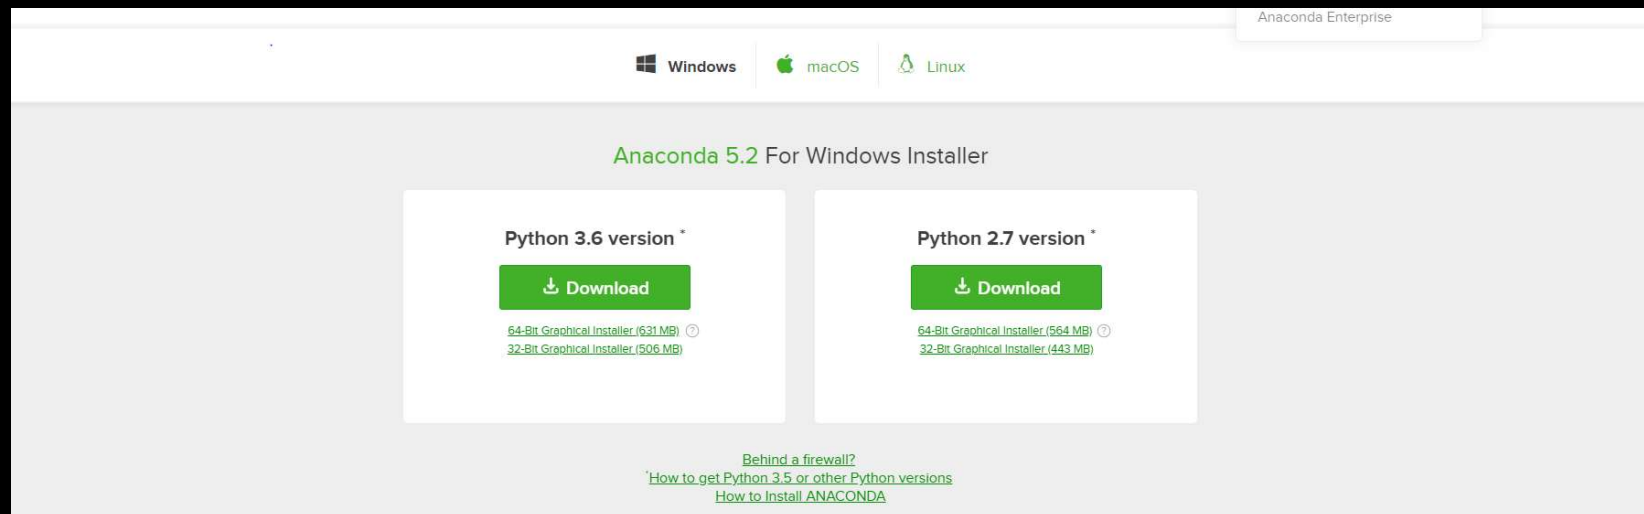 Anaconda Enterprise
Windows macOS Linux
Anaconda 5.2 For Windows Installer
Python 3.6 version *
Download
64-Bit Graphical Installer (631 MB) ?
32-Bit Graphical Installer (506 MB)
Python 2.7 version *
Download
64-Bit Graphical Installer (564 MB) ?
32-Bit Graphical Installer (443 MB)
Behind a firewall?
*How to get Python 3.5 or other Python versions
How to Install ANACONDA